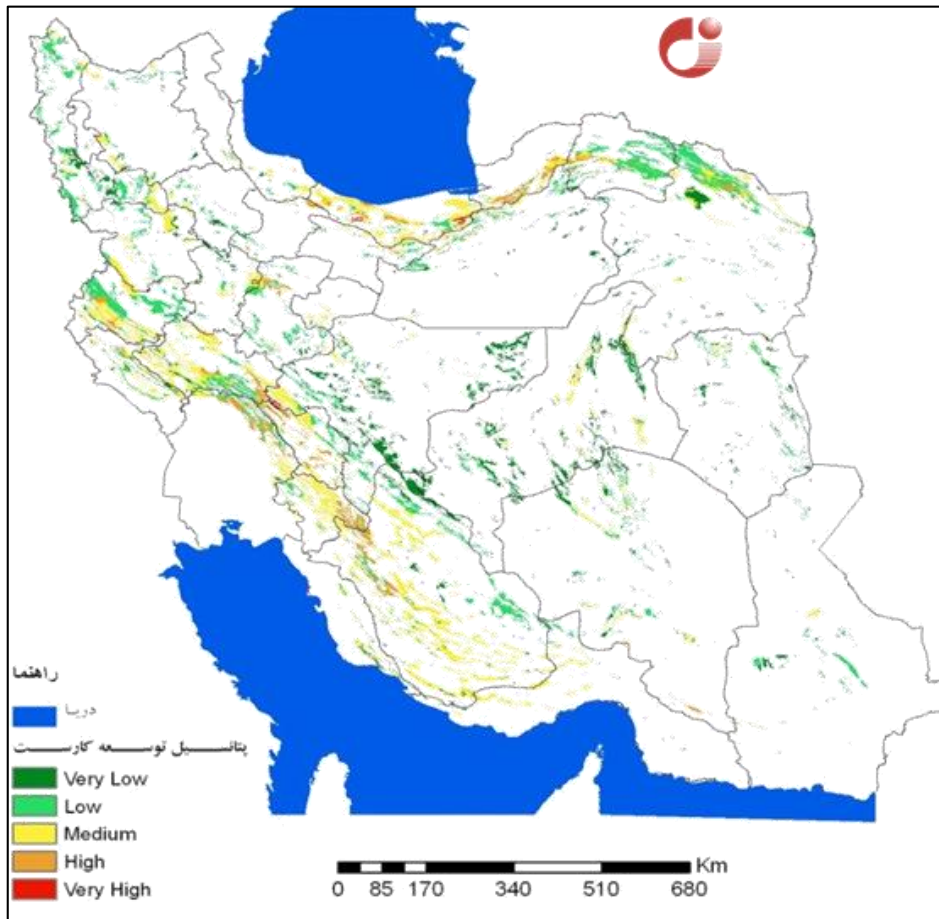 راهنما
دریا
پتانسیل توسعه کارست
Very Low
Low
Medium
High
Very High
Km
0 85 170 340 510 680